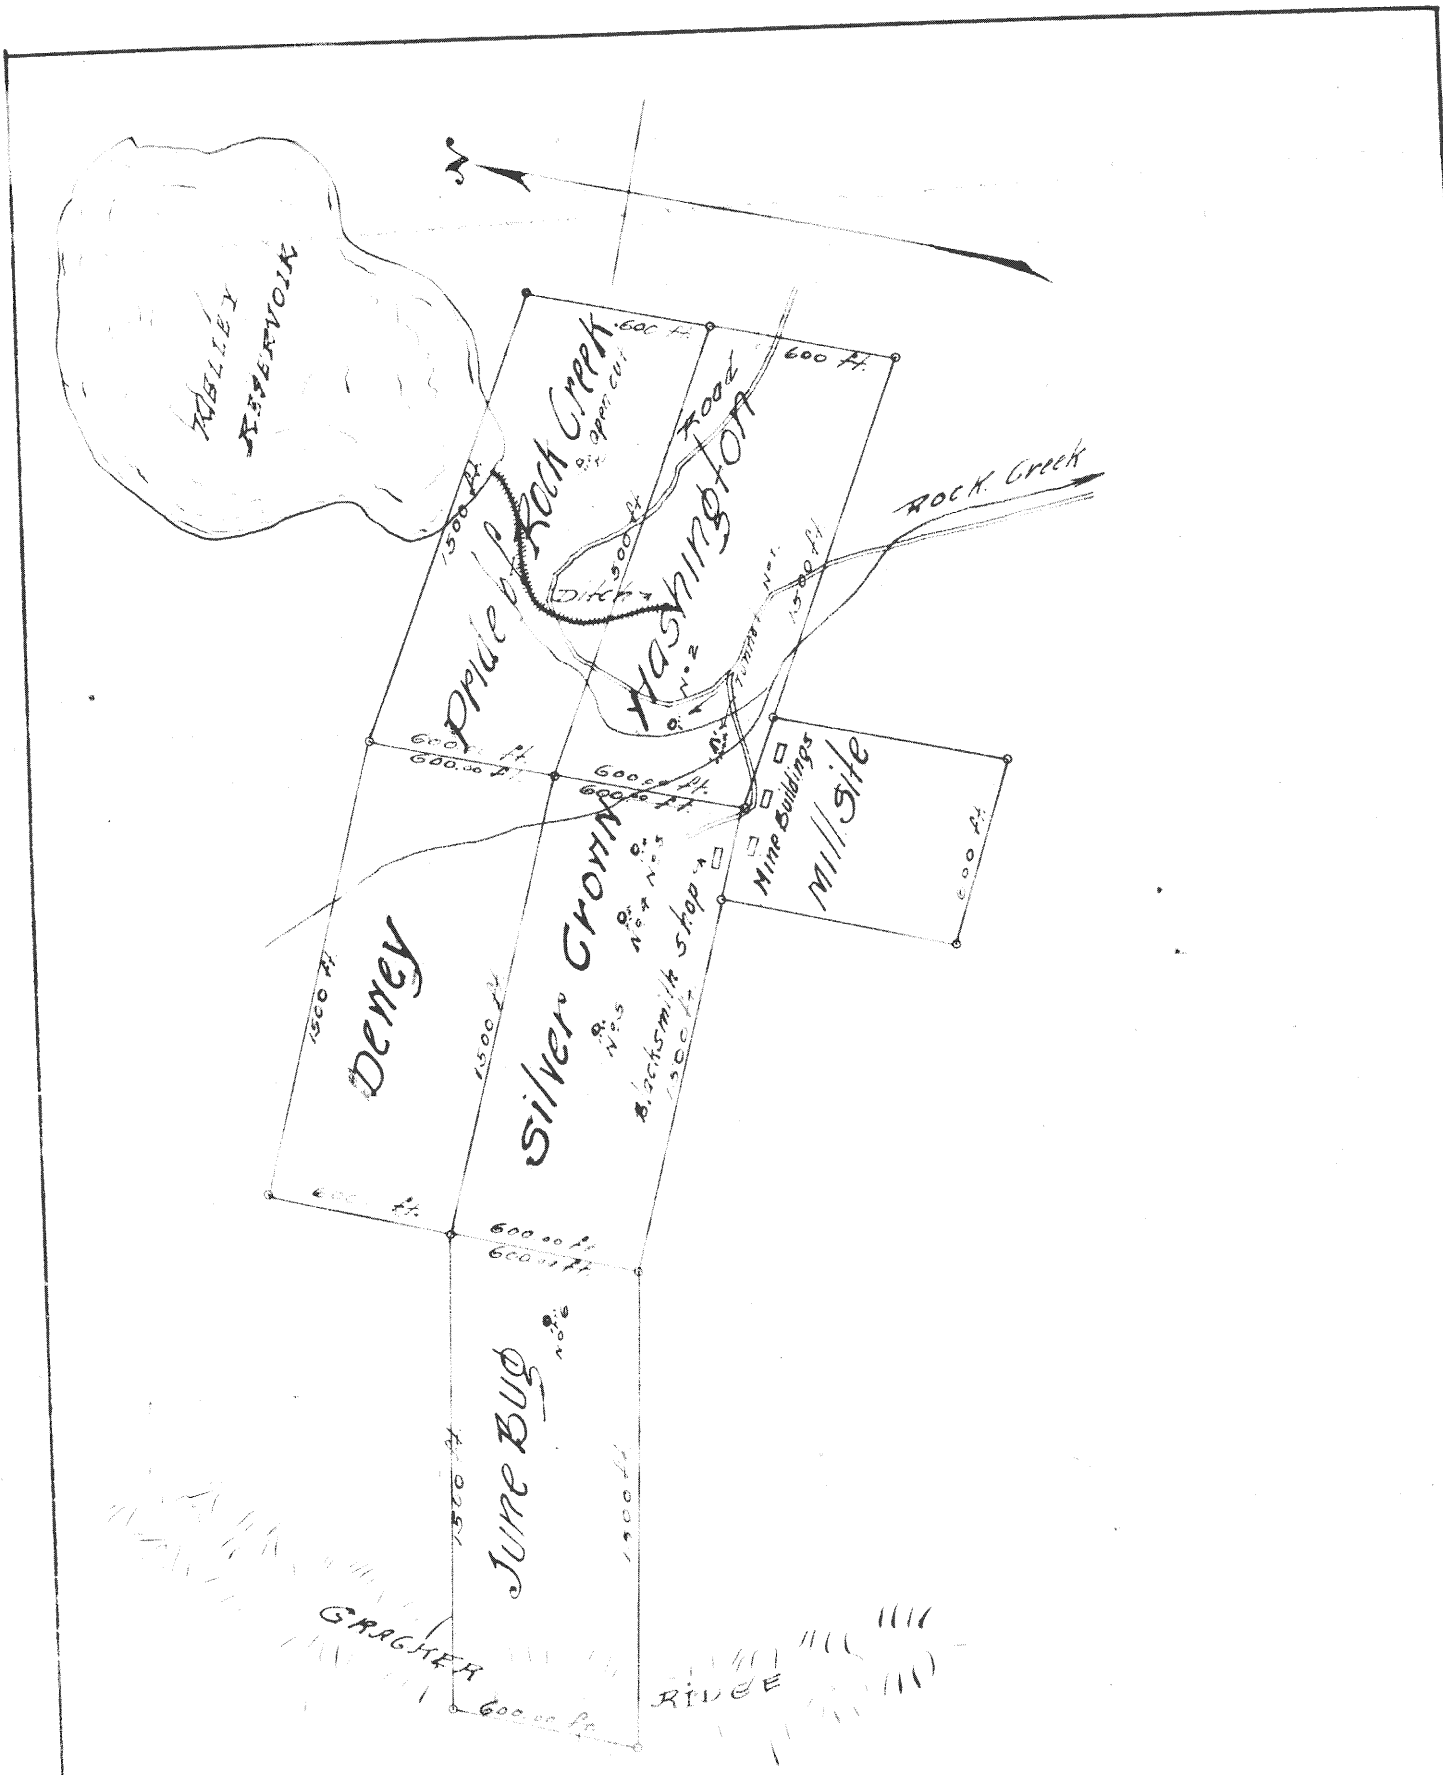 N
KELLEY
RESERVOIR
600 ft.
600 ft.
Pride of Rock Creek
open cut
Road
Washington
1500 ft.
1500 ft
1500 ft
Ditch
Rock Creek
Tunnel No 1.
No 2
600.00 ft.
600.00 ft.
600.00 ft.
600.00 ft.
Mine Buildings
Mill Site
600 ft.
Dewey
1500 ft
Silver Crown
No 3
No 4
No 5
Blacksmith Shop
1500 ft
1500 ft
600 ft.
600.00 ft.
600.00 ft.
June Bug
No 6
1500 ft.
1500 ft
GRACKER RIDGE
600.00 ft.